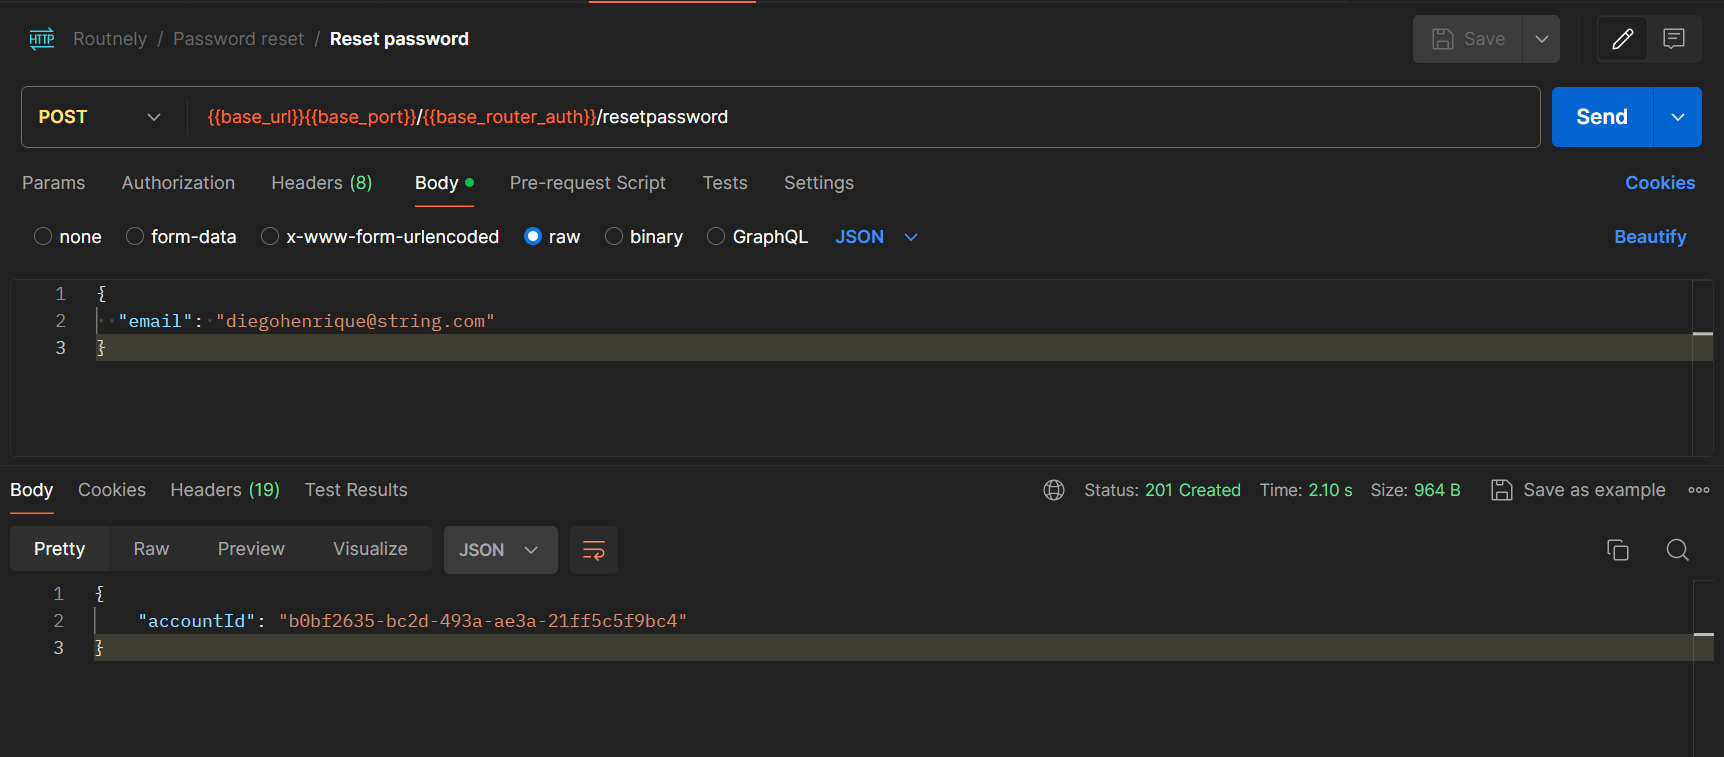 HTTP Routnely / Password reset / Reset password Save
POST {{base_url}}{{base_port}}/{{base_router_auth}}/resetpassword Send
Params Authorization Headers (8) Body Pre-request Script Tests Settings Cookies
none form-data x-www-form-urlencoded raw binary GraphQL JSON Beautify
1 {
2 "email": "diegohenrique@string.com"
3 }
Body Cookies Headers (19) Test Results Status: 201 Created Time: 2.10 s Size: 964 B Save as example
Pretty Raw Preview Visualize JSON
1 {
2 "accountId": "b0bf2635-bc2d-493a-ae3a-21ff5c5f9bc4"
3 }